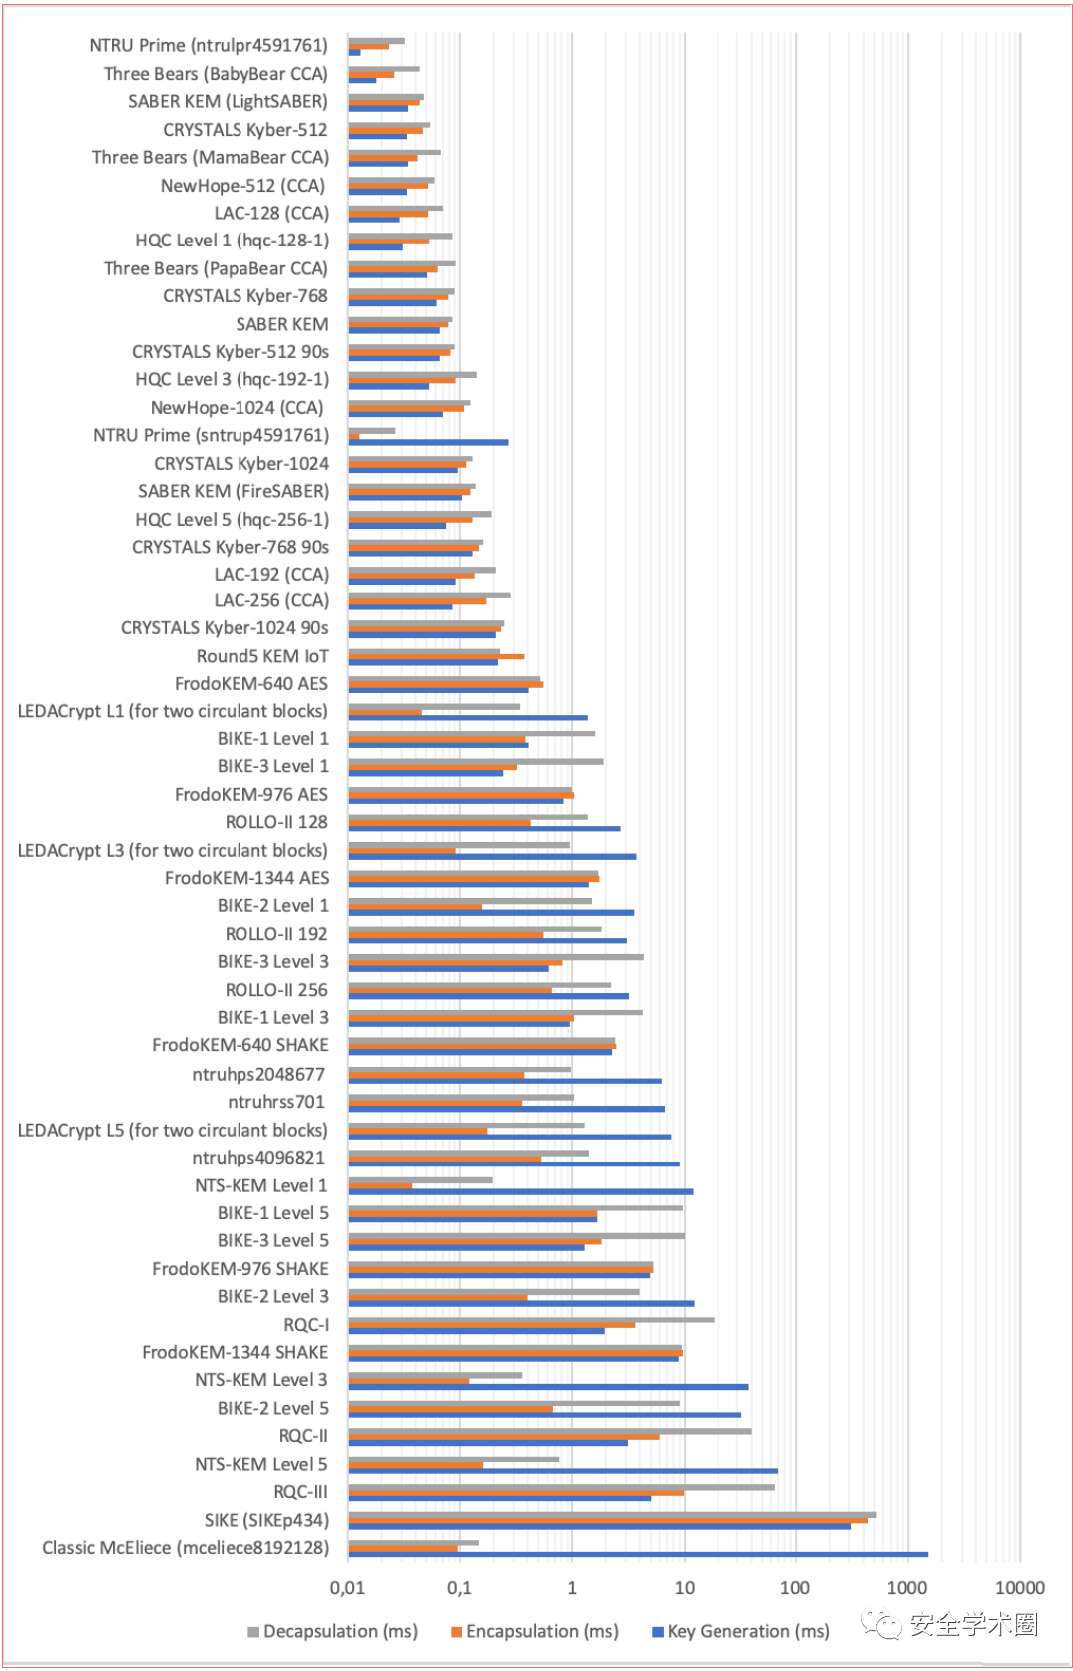 NTRU Prime (ntrulpr4591761)
Three Bears (BabyBear CCA)
SABER KEM (LightSABER)
CRYSTALS Kyber-512
Three Bears (MamaBear CCA)
NewHope-512 (CCA)
LAC-128 (CCA)
HQC Level 1 (hqc-128-1)
Three Bears (PapaBear CCA)
CRYSTALS Kyber-768
SABER KEM
CRYSTALS Kyber-512 90s
HQC Level 3 (hqc-192-1)
NewHope-1024 (CCA)
NTRU Prime (sntrup4591761)
CRYSTALS Kyber-1024
SABER KEM (FireSABER)
HQC Level 5 (hqc-256-1)
CRYSTALS Kyber-768 90s
LAC-192 (CCA)
LAC-256 (CCA)
CRYSTALS Kyber-1024 90s
Round5 KEM IoT
FrodoKEM-640 AES
LEDACrypt L1 (for two circulant blocks)
BIKE-1 Level 1
BIKE-3 Level 1
FrodoKEM-976 AES
ROLLO-II 128
LEDACrypt L3 (for two circulant blocks)
FrodoKEM-1344 AES
BIKE-2 Level 1
ROLLO-II 192
BIKE-3 Level 3
ROLLO-II 256
BIKE-1 Level 3
FrodoKEM-640 SHAKE
ntruhps2048677
ntruhrss701
LEDACrypt L5 (for two circulant blocks)
ntruhps4096821
NTS-KEM Level 1
BIKE-1 Level 5
BIKE-3 Level 5
FrodoKEM-976 SHAKE
BIKE-2 Level 3
RQC-I
FrodoKEM-1344 SHAKE
NTS-KEM Level 3
BIKE-2 Level 5
RQC-II
NTS-KEM Level 5
RQC-III
SIKE (SIKEp434)
Classic McEliece (mceliece8192128)
0,01 0,1 1 10 100 1000 10000
Decapsulation (ms) Encapsulation (ms) Key Generation (ms)
安全学术圈